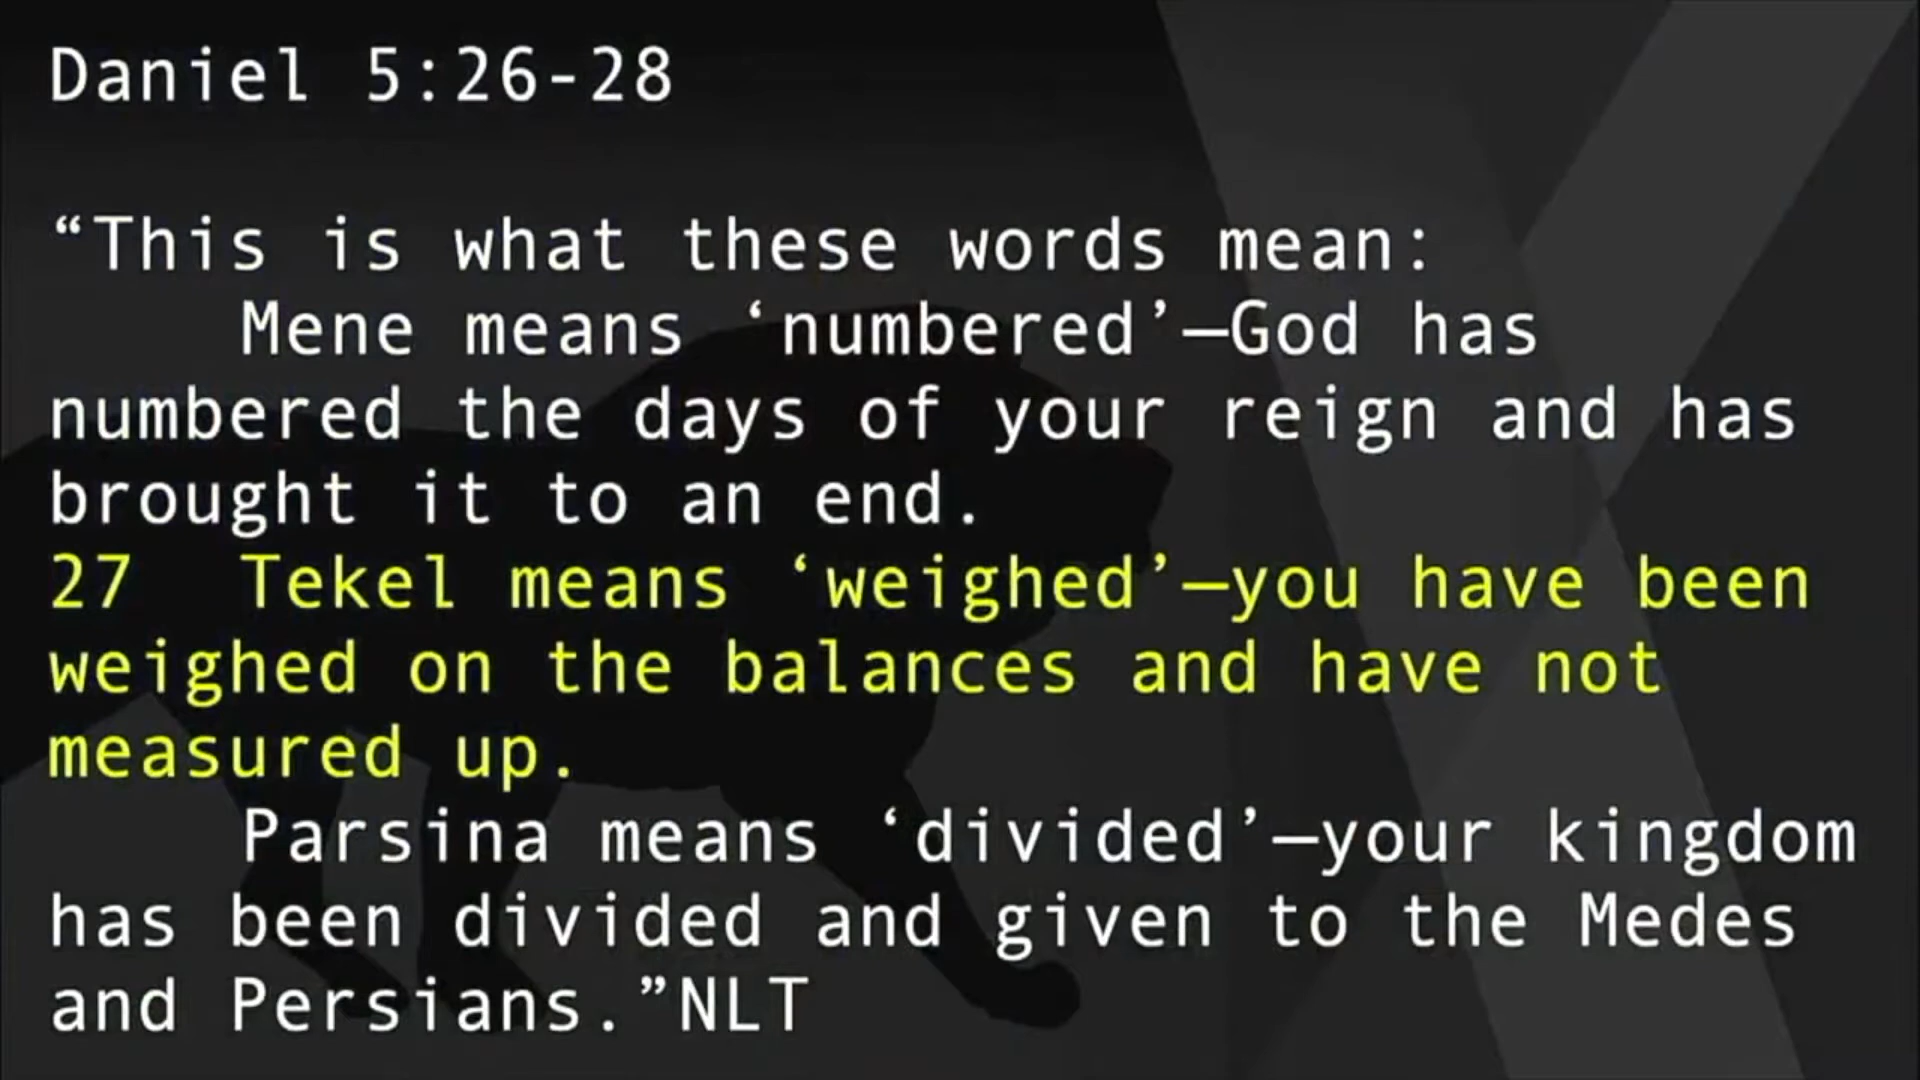 Daniel 5:26-28
“This is what these words mean:
Mene means ‘numbered’—God has
numbered the days of your reign and has
brought it to an end.
27 Tekel means ‘weighed’—you have been
weighed on the balances and have not
measured up.
Parsina means ‘divided’—your kingdom
has been divided and given to the Medes
and Persians.”NLT